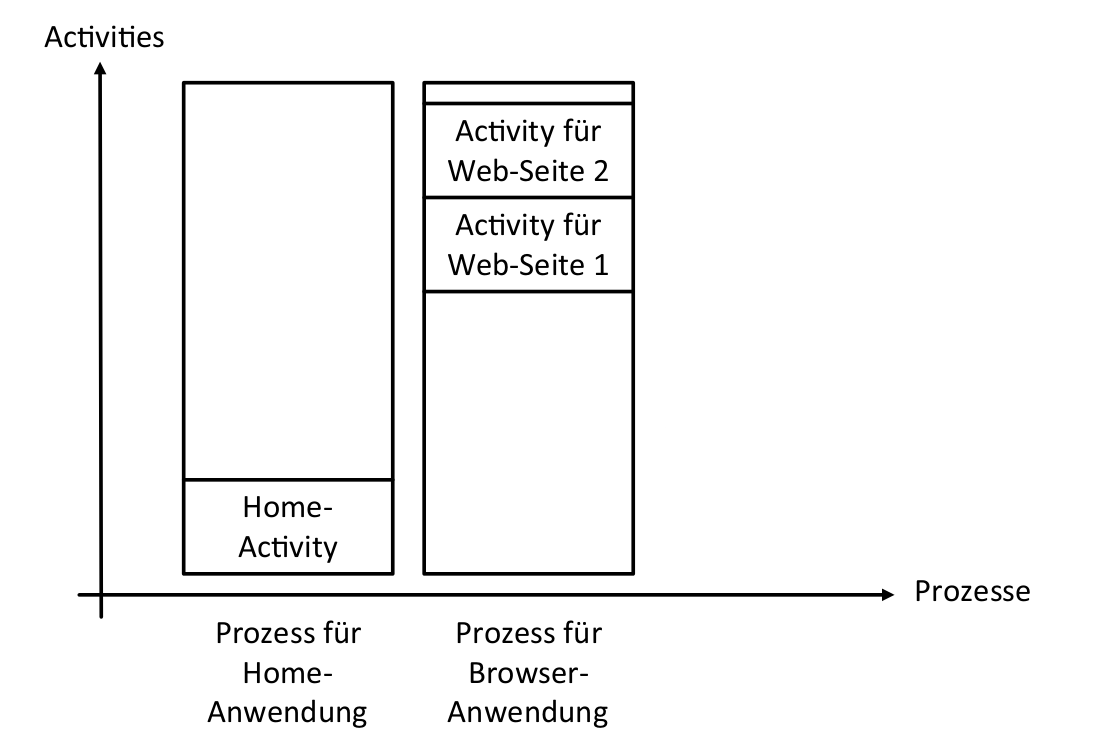 Activities
Activity für
Web-Seite 2
Activity für
Web-Seite 1
Home-
Activity
Prozesse
Prozess für
Home-
Anwendung
Prozess für
Browser-
Anwendung